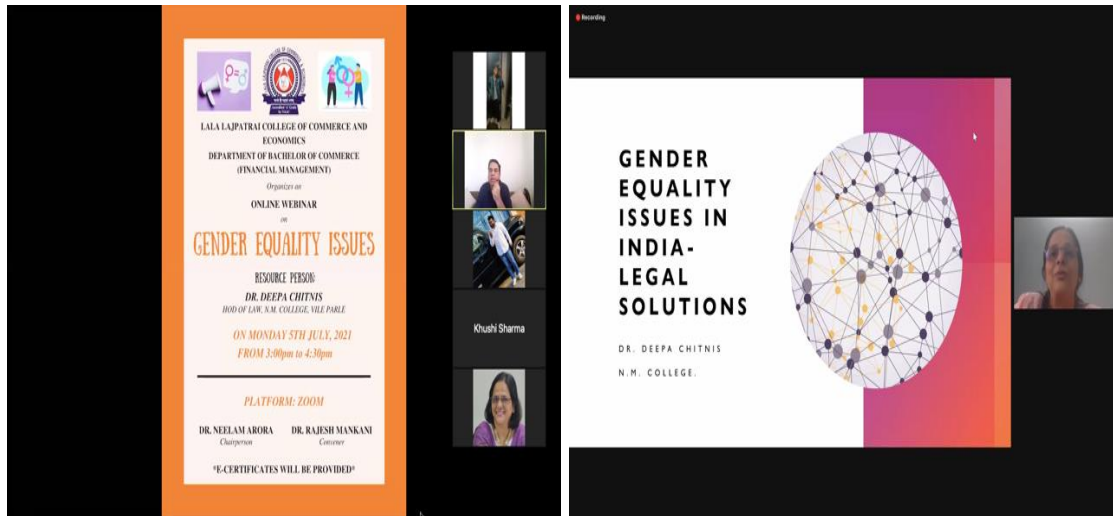 LALA LAJPATRAI COLLEGE OF COMMERCE AND
ECONOMICS
DEPARTMENT OF BACHELOR OF COMMERCE
(FINANCIAL MANAGEMENT)
Organizes an
ONLINE WEBINAR
on
GENDER EQUALITY ISSUES
RESOURCE PERSON:
DR. DEEPA CHITNIS
HOD OF LAW, N.M. COLLEGE, VILE PARLE
ON MONDAY 5TH JULY, 2021
FROM 3:00pm to 4:30pm
PLATFORM: ZOOM
DR. NEELAM ARORA DR. RAJESH MANKANI
Chairperson Convener
*E-CERTIFICATES WILL BE PROVIDED*
Khushi Sharma
Recording
GENDER
EQUALITY
ISSUES IN
INDIA-
LEGAL
SOLUTIONS
DR. DEEPA CHITNIS
N.M. COLLEGE.